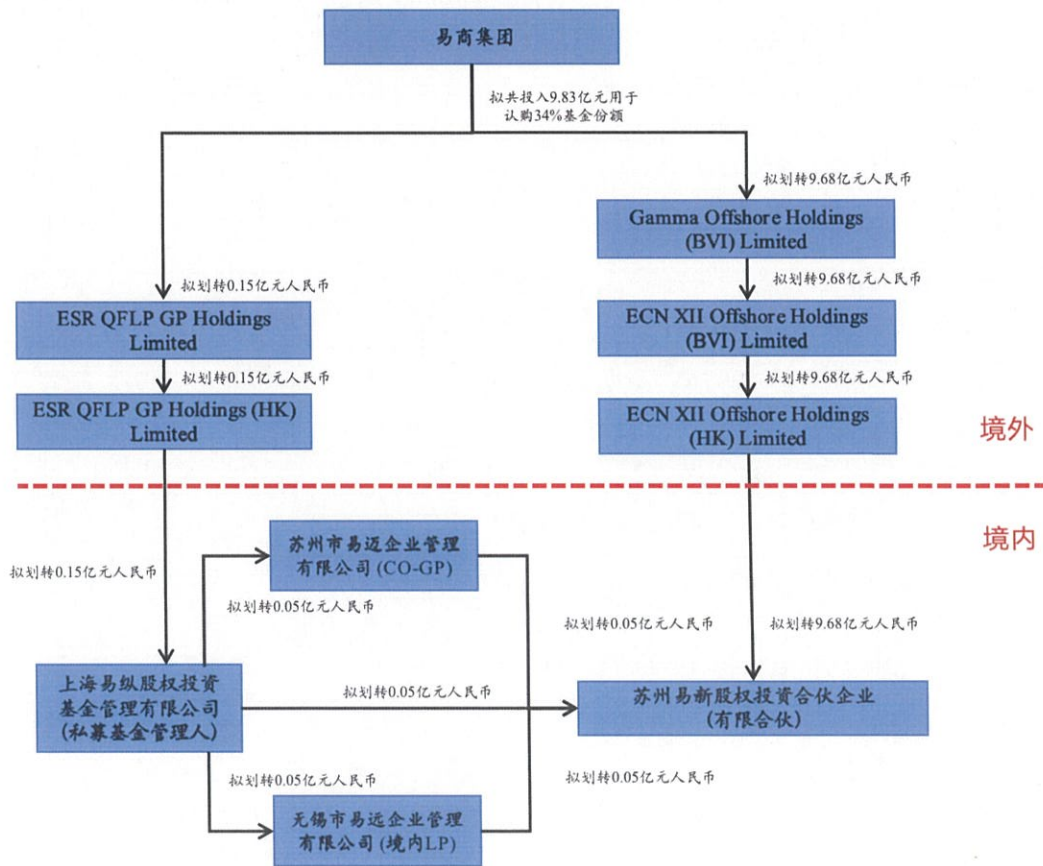 易商集团
拟共投入9.83亿元用于
认购34%基金份额
拟划转9.68亿元人民币
Gamma Offshore Holdings
(BVI) Limited
拟划转0.15亿元人民币
拟划转9.68亿元人民币
ESR QFLP GP Holdings
Limited
ECN XII Offshore Holdings
(BVI) Limited
拟划转0.15亿元人民币
拟划转9.68亿元人民币
ESR QFLP GP Holdings (HK)
Limited
ECN XII Offshore Holdings
(HK) Limited
境外
境内
苏州市易迈企业管理
有限公司 (CO-GP)
拟划转0.15亿元人民币
拟划转0.05亿元人民币
拟划转0.05亿元人民币
拟划转9.68亿元人民币
上海易纵股权投资
基金管理有限公司
(私募基金管理人)
拟划转0.05亿元人民币
苏州易新股权投资合伙企业
(有限合伙)
拟划转0.05亿元人民币
拟划转0.05亿元人民币
无锡市易远企业管理
有限公司 (境内LP)